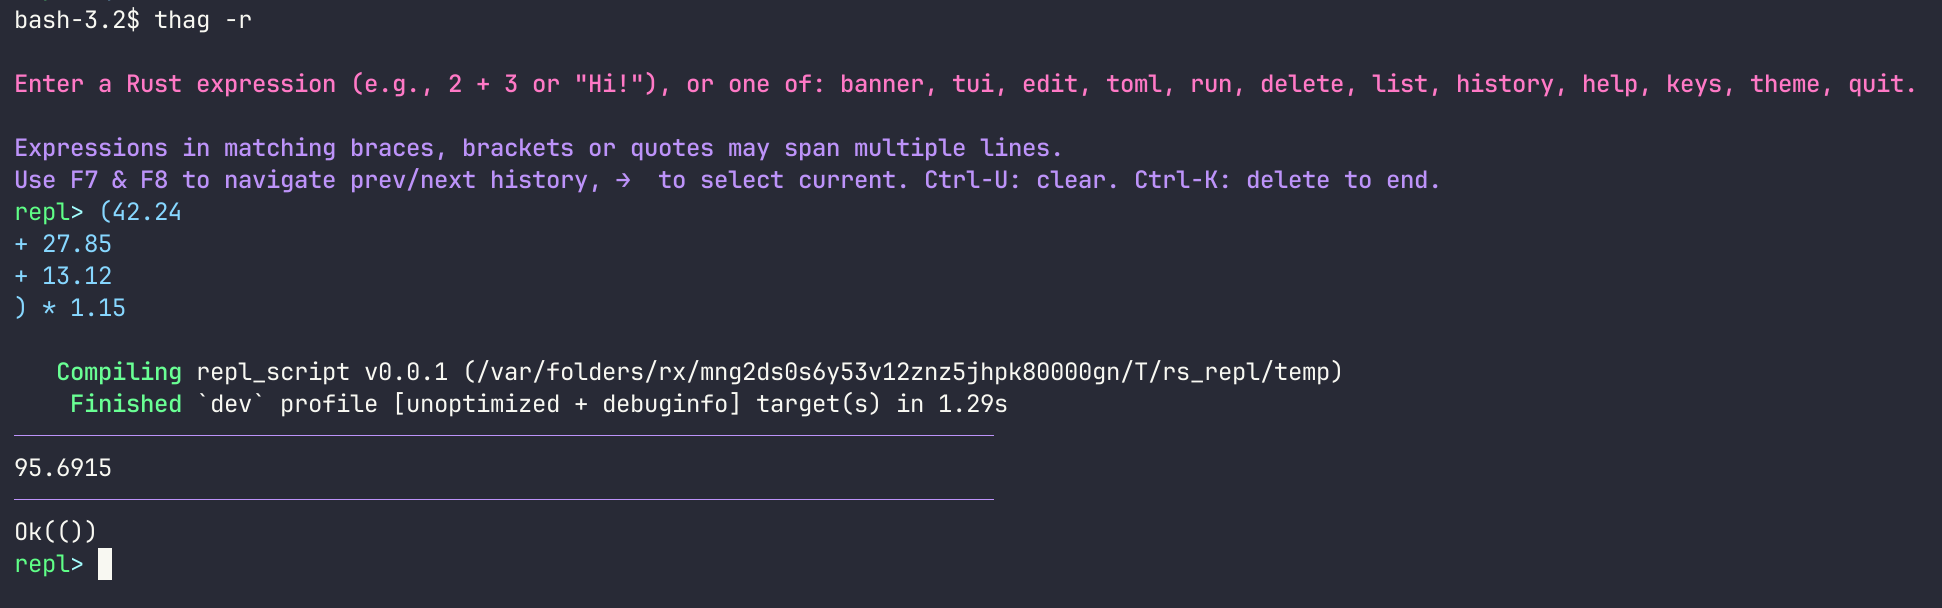 bash-3.2$ thag -r
Enter a Rust expression (e.g., 2 + 3 or "Hi!"), or one of: banner, tui, edit, toml, run, delete, list, history, help, keys, theme, quit.
Expressions in matching braces, brackets or quotes may span multiple lines.
Use F7 & F8 to navigate prev/next history, →  to select current. Ctrl-U: clear. Ctrl-K: delete to end.
repl> (42.24
+ 27.85
+ 13.12
) * 1.15
   Compiling repl_script v0.0.1 (/var/folders/rx/mng2ds0s6y53v12znz5jhpk80000gn/T/rs_repl/temp)
    Finished `dev` profile [unoptimized + debuginfo] target(s) in 1.29s
95.6915
Ok(())
repl>